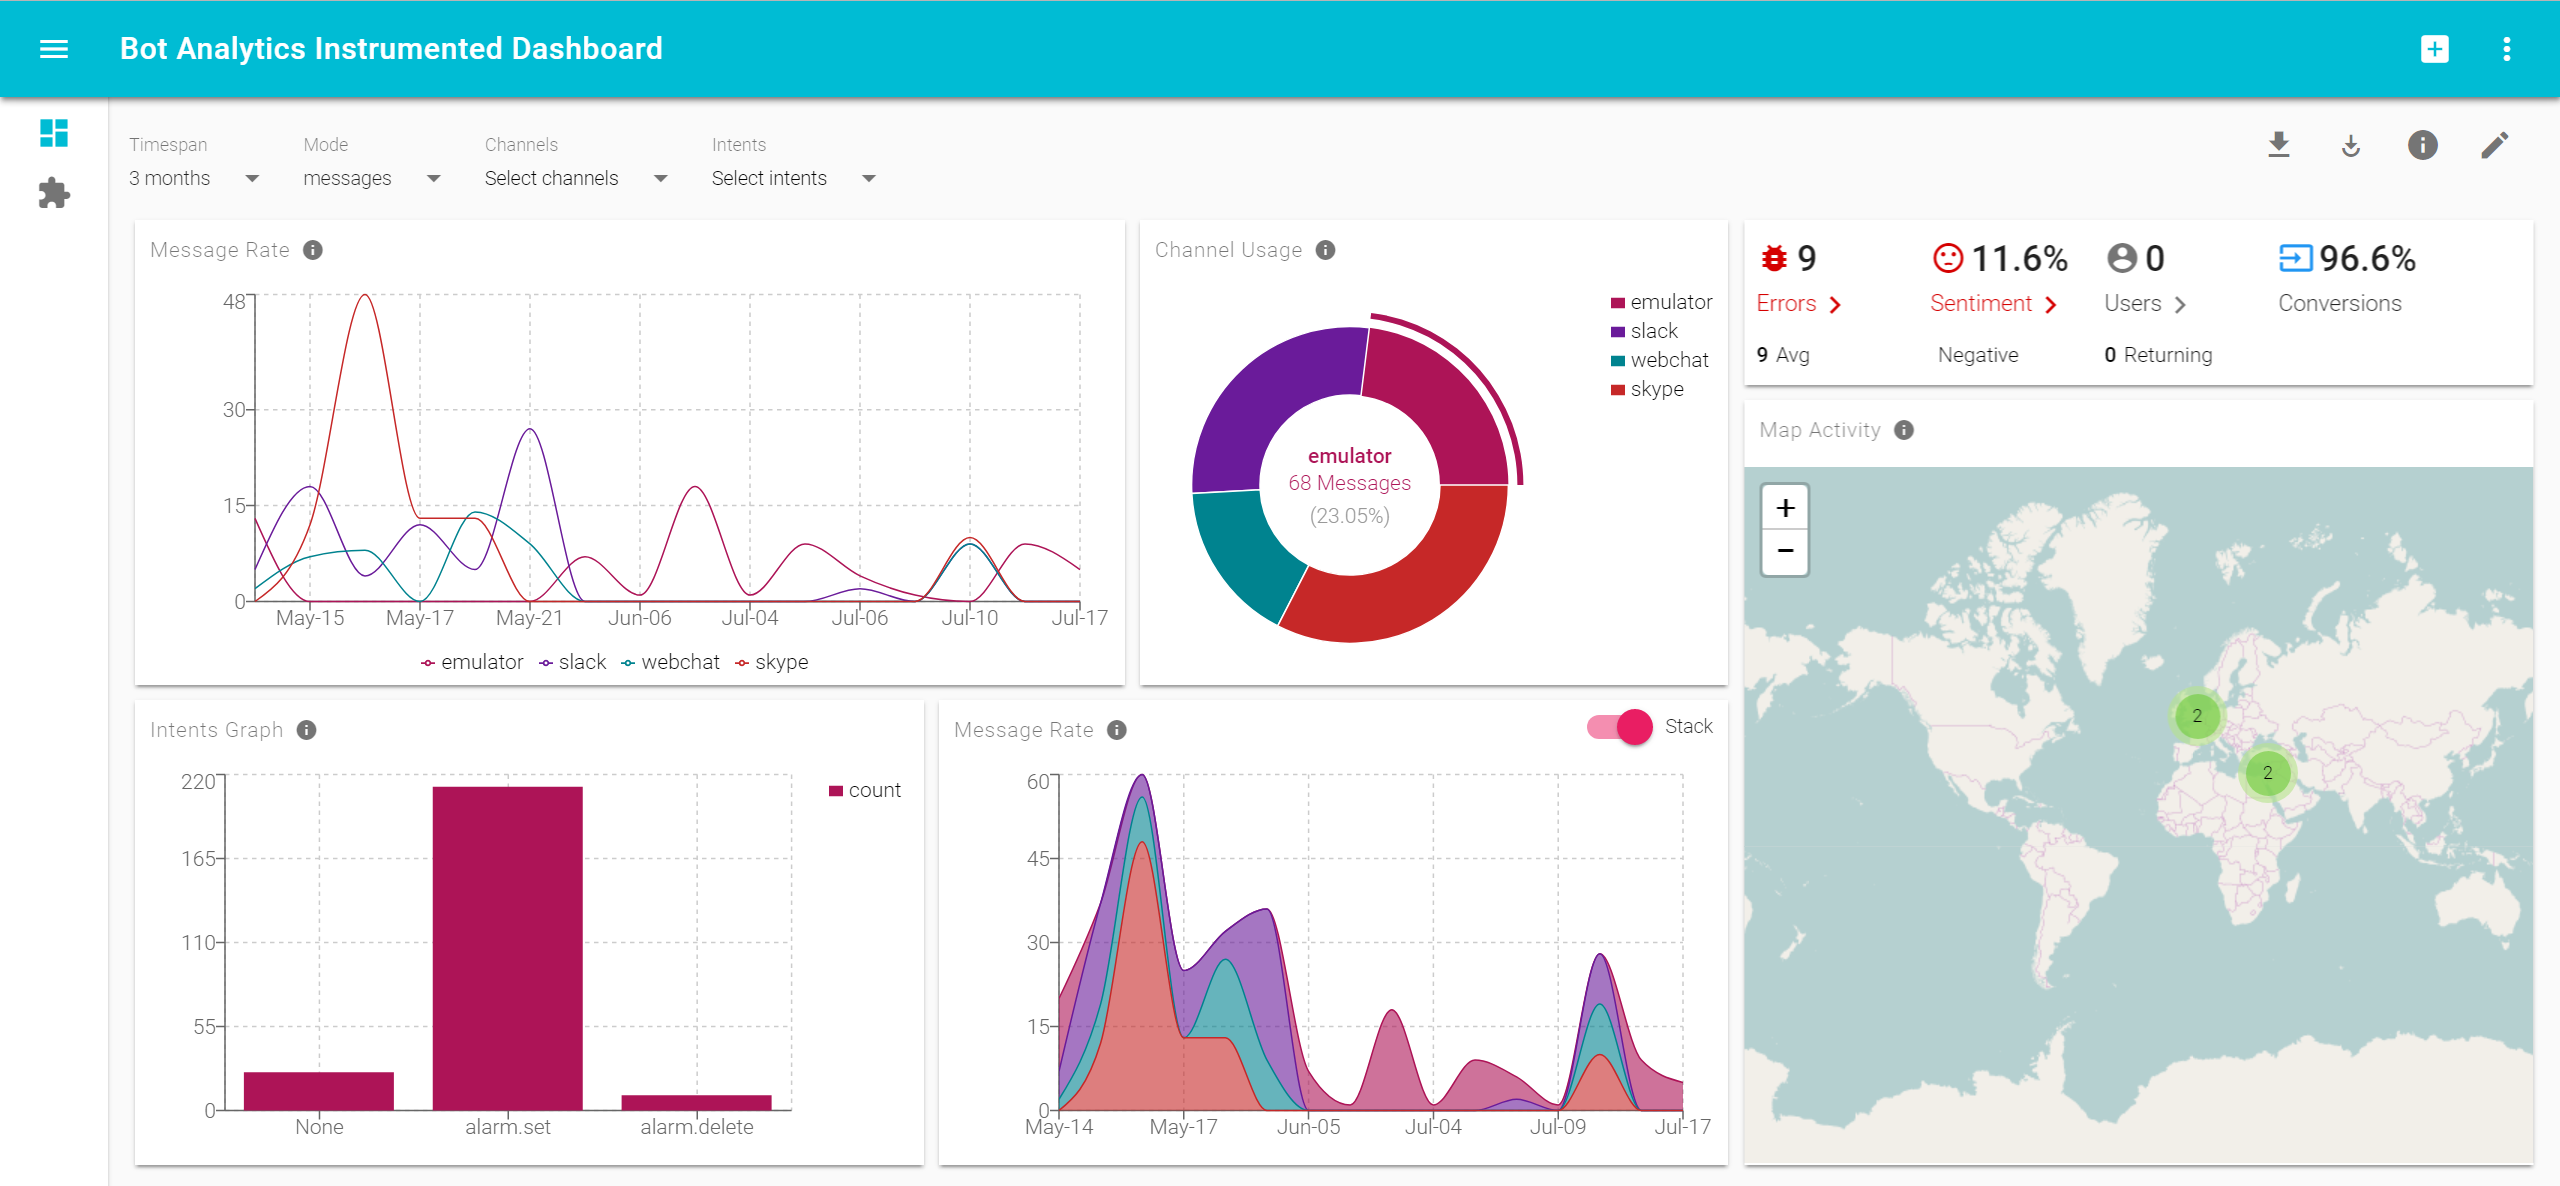 Bot Analytics Instrumented Dashboard
Timespan
3 months
Mode
messages
Channels
Select channels
Intents
Select intents
Message Rate
48
30
15
0
May-15 May-17 May-21 Jun-06 Jul-04 Jul-06 Jul-10 Jul-17
emulator slack webchat skype
Channel Usage
emulator
slack
webchat
skype
emulator
68 Messages
(23.05%)
9
Errors
9 Avg
11.6%
Sentiment
Negative
0
Users
0 Returning
96.6%
Conversions
Map Activity
+
−
2
2
Intents Graph
220
165
110
55
0
None alarm.set alarm.delete
count
Message Rate
Stack
60
45
30
15
0
May-14 May-17 Jun-05 Jul-04 Jul-09 Jul-17